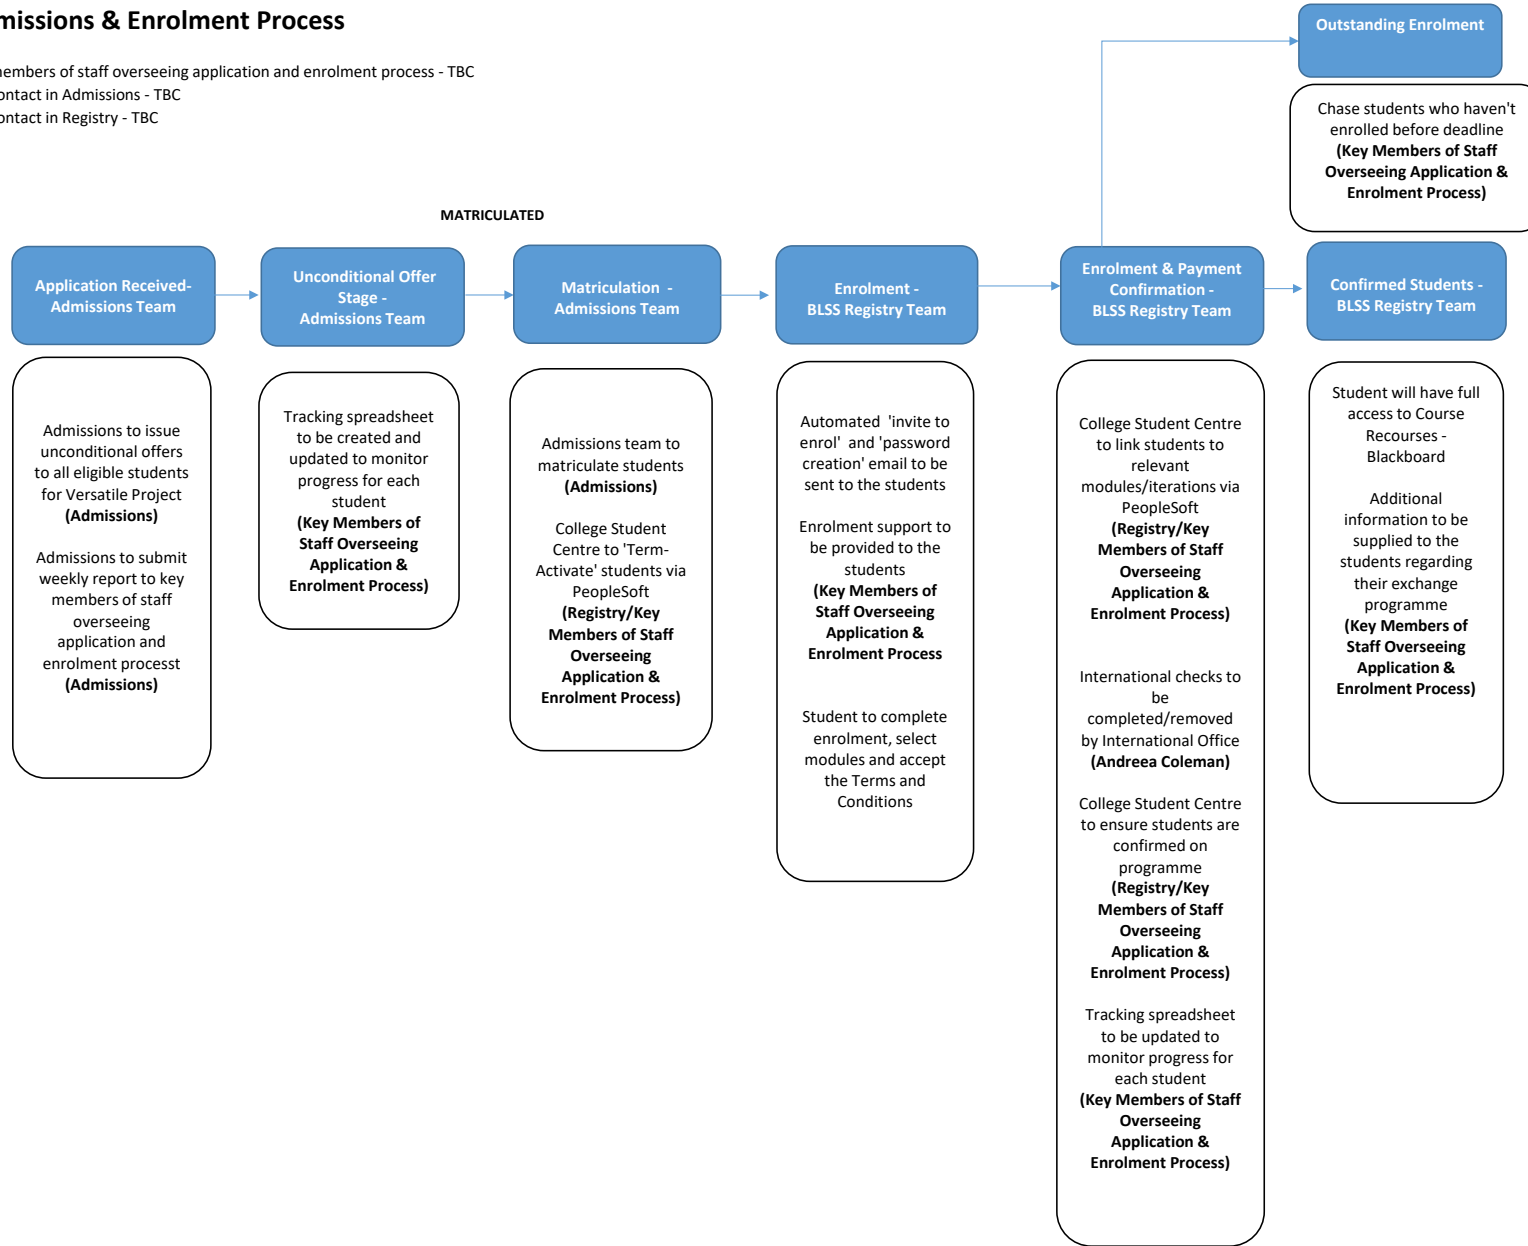 missions & Enrolment Process
members of staff overseeing application and enrolment process - TBC
ontact in Admissions - TBC
ontact in Registry - TBC
Outstanding Enrolment
Chase students who haven't
enrolled before deadline
(Key Members of Staff
Overseeing Application &
Enrolment Process)
MATRICULATED
Application Received-
Admissions Team
Unconditional Offer
Stage -
Admissions Team
Matriculation -
Admissions Team
Enrolment -
BLSS Registry Team
Enrolment & Payment
Confirmation -
BLSS Registry Team
Confirmed Students -
BLSS Registry Team
Admissions to issue
unconditional offers
to all eligible students
for Versatile Project
(Admissions)
Admissions to submit
weekly report to key
members of staff
overseeing
application and
enrolment processt
(Admissions)
Tracking spreadsheet
to be created and
updated to monitor
progress for each
student
(Key Members of
Staff Overseeing
Application &
Enrolment Process)
Admissions team to
matriculate students
(Admissions)
College Student
Centre to 'Term-
Activate' students via
PeopleSoft
(Registry/Key
Members of Staff
Overseeing
Application &
Enrolment Process)
Automated 'invite to
enrol' and 'password
creation' email to be
sent to the students
Enrolment support to
be provided to the
students
(Key Members of
Staff Overseeing
Application &
Enrolment Process
Student to complete
enrolment, select
modules and accept
the Terms and
Conditions
College Student Centre
to link students to
relevant
modules/iterations via
PeopleSoft
(Registry/Key
Members of Staff
Overseeing
Application &
Enrolment Process)
International checks to
be
completed/removed
by International Office
(Andreea Coleman)
College Student Centre
to ensure students are
confirmed on
programme
(Registry/Key
Members of Staff
Overseeing
Application &
Enrolment Process)
Tracking spreadsheet
to be updated to
monitor progress for
each student
(Key Members of Staff
Overseeing
Application &
Enrolment Process)
Student will have full
access to Course
Recourses -
Blackboard
Additional
information to be
supplied to the
students regarding
their exchange
programme
(Key Members of
Staff Overseeing
Application &
Enrolment Process)